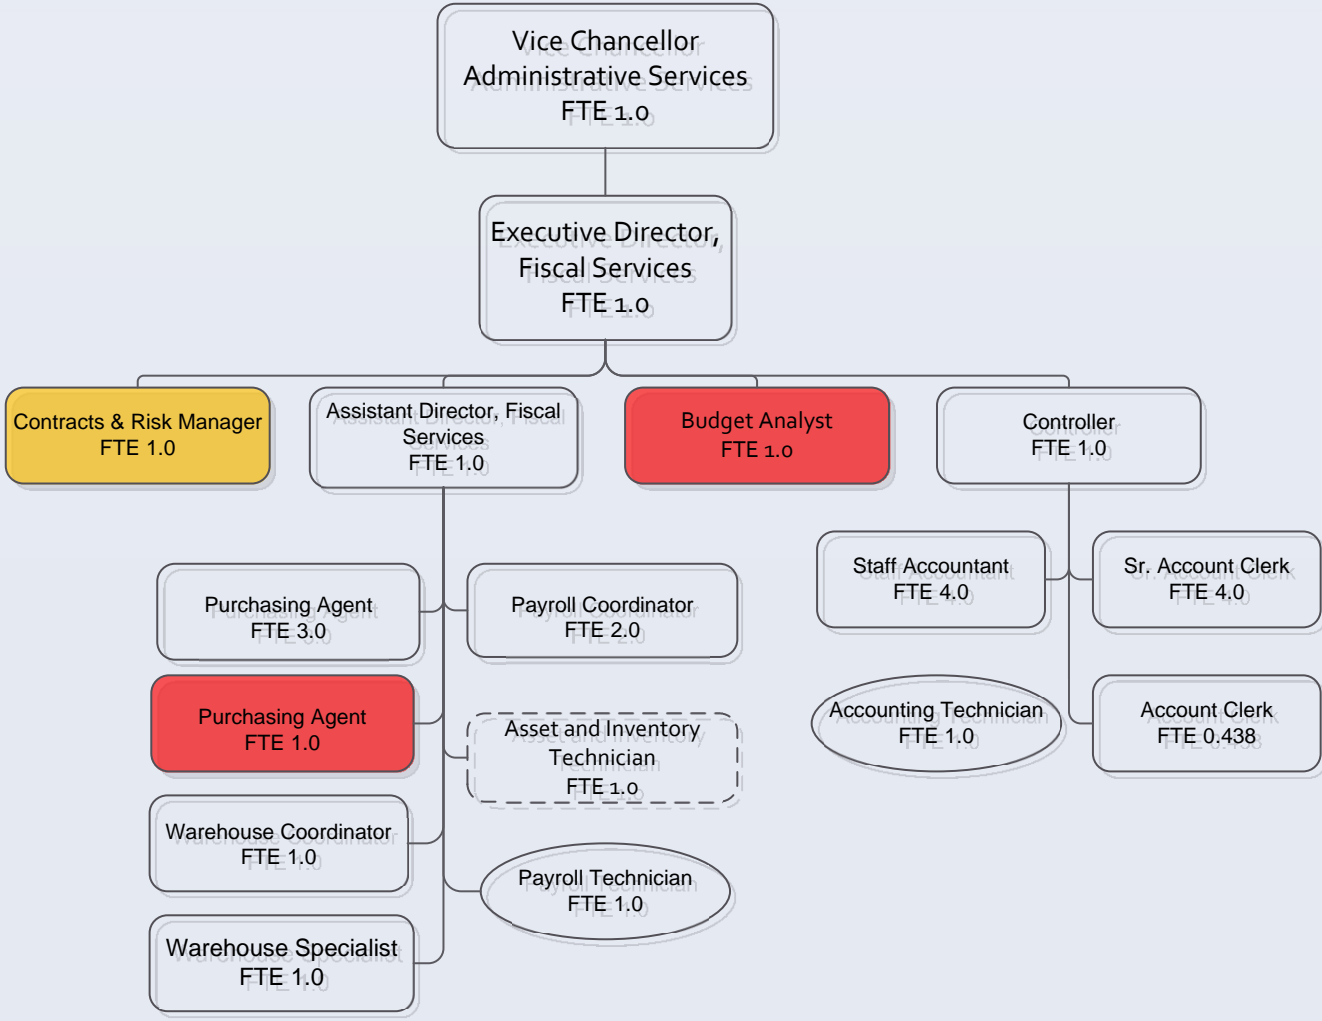 Vice Chancellor
Administrative Services
FTE 1.0
Executive Director,
Fiscal Services
FTE 1.0
Contracts & Risk Manager
FTE 1.0
Assistant Director, Fiscal
Services
FTE 1.0
Budget Analyst
FTE 1.0
Controller
FTE 1.0
Purchasing Agent
FTE 3.0
Payroll Coordinator
FTE 2.0
Staff Accountant
FTE 4.0
Sr. Account Clerk
FTE 4.0
Purchasing Agent
FTE 1.0
Asset and Inventory
Technician
FTE 1.0
Accounting Technician
FTE 1.0
Account Clerk
FTE 0.438
Warehouse Coordinator
FTE 1.0
Payroll Technician
FTE 1.0
Warehouse Specialist
FTE 1.0